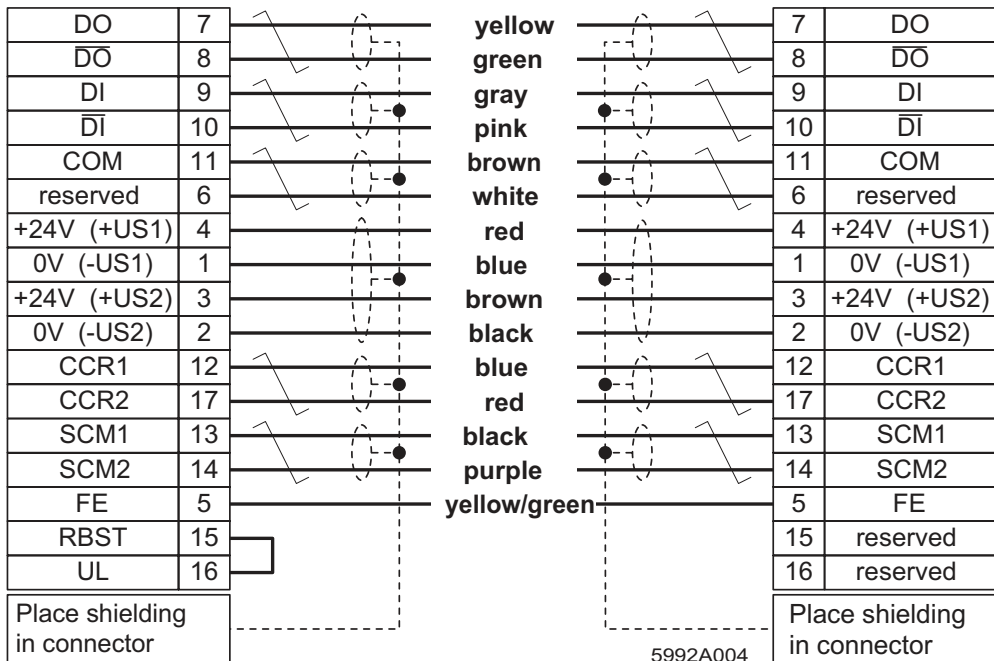 DO 7 yellow 7 DO
D̅O̅ 8 green 8 D̅O̅
DI 9 gray 9 DI
D̅I̅ 10 pink 10 D̅I̅
COM 11 brown 11 COM
reserved 6 white 6 reserved
+24V (+US1) 4 red 4 +24V (+US1)
0V (-US1) 1 blue 1 0V (-US1)
+24V (+US2) 3 brown 3 +24V (+US2)
0V (-US2) 2 black 2 0V (-US2)
CCR1 12 blue 12 CCR1
CCR2 17 red 17 CCR2
SCM1 13 black 13 SCM1
SCM2 14 purple 14 SCM2
FE 5 yellow/green 5 FE
RBST 15 15 reserved
UL 16 16 reserved
Place shielding Place shielding
in connector 5992A004 in connector